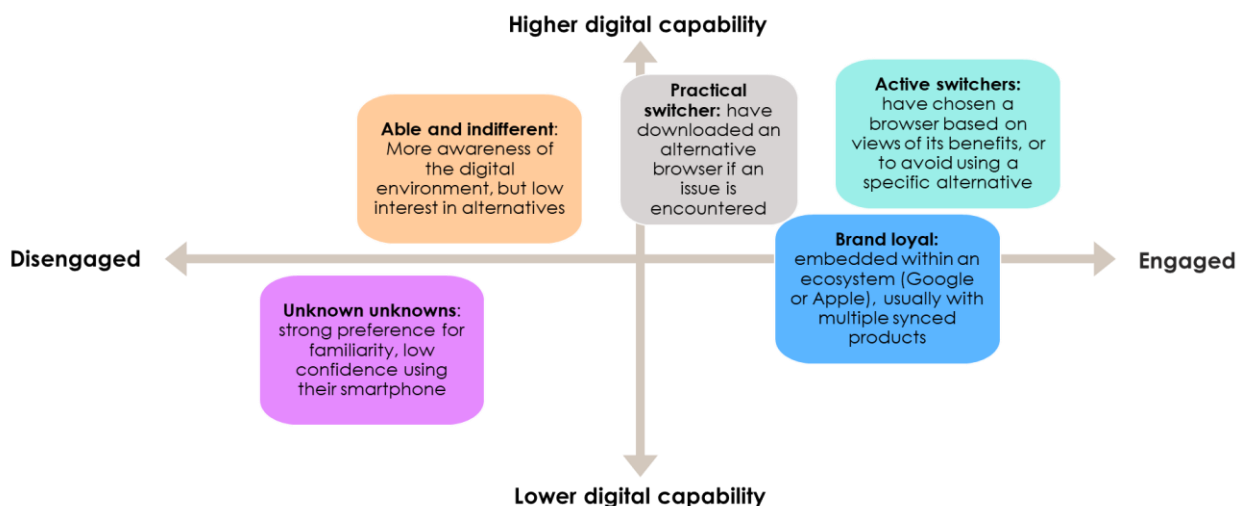 Higher digital capability
Able and indifferent:
More awareness of
the digital
environment, but low
interest in alternatives
Practical
switcher: have
downloaded an
alternative
browser if an
issue is
encountered
Active switchers:
have chosen a
browser based on
views of its benefits, or
to avoid using a
specific alternative
Disengaged
Engaged
Unknown unknowns:
strong preference for
familiarity, low
confidence using
their smartphone
Brand loyal:
embedded within an
ecosystem (Google
or Apple), usually with
multiple synced
products
Lower digital capability